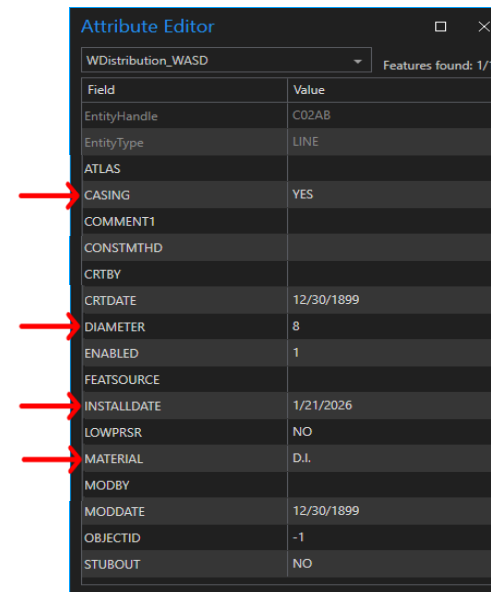 Attribute Editor
WDistribution_WASD Features found: 1/1
Field Value
EntityHandle C02AB
EntityType LINE
ATLAS
CASING YES
COMMENT1
CONSTMTHD
CRTBY
CRTDATE 12/30/1899
DIAMETER 8
ENABLED 1
FEATSOURCE
INSTALLDATE 1/21/2026
LOWPRSR NO
MATERIAL D.I.
MODBY
MODDATE 12/30/1899
OBJECTID -1
STUBOUT NO